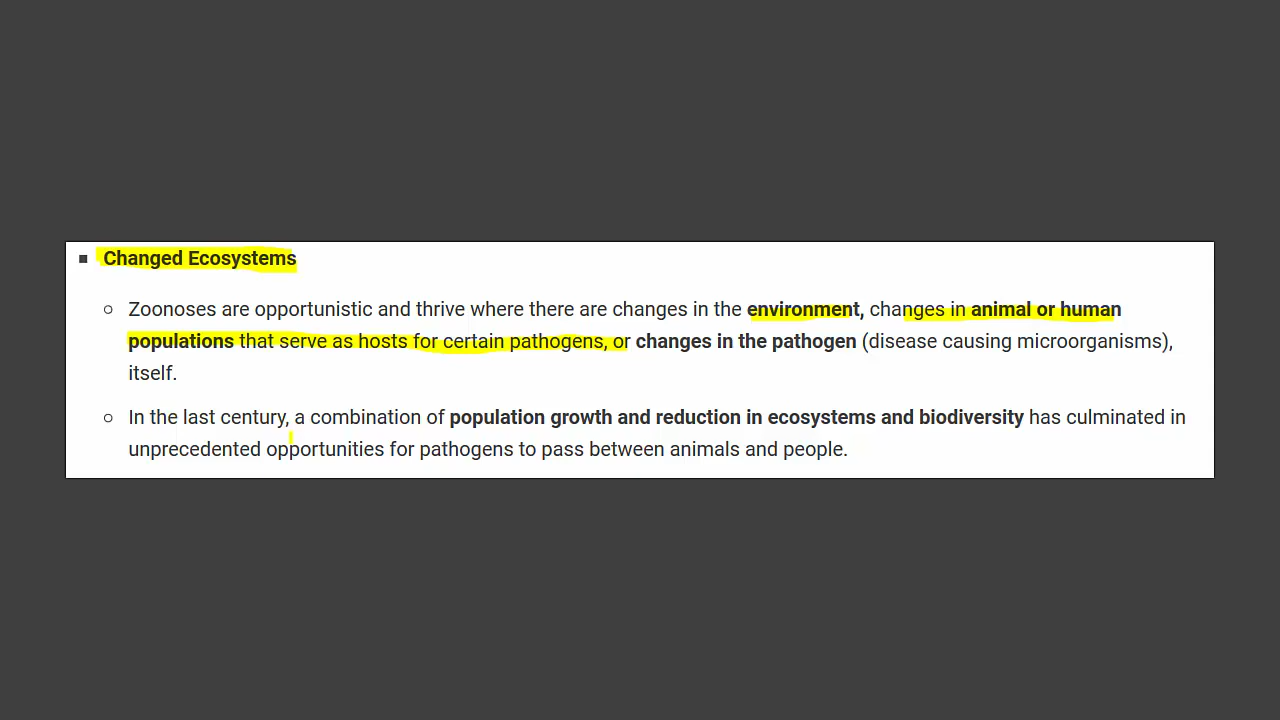 Changed Ecosystems
Zoonoses are opportunistic and thrive where there are changes in the environment, changes in animal or human
populations that serve as hosts for certain pathogens, or changes in the pathogen (disease causing microorganisms),
itself.
In the last century, a combination of population growth and reduction in ecosystems and biodiversity has culminated in
unprecedented opportunities for pathogens to pass between animals and people.